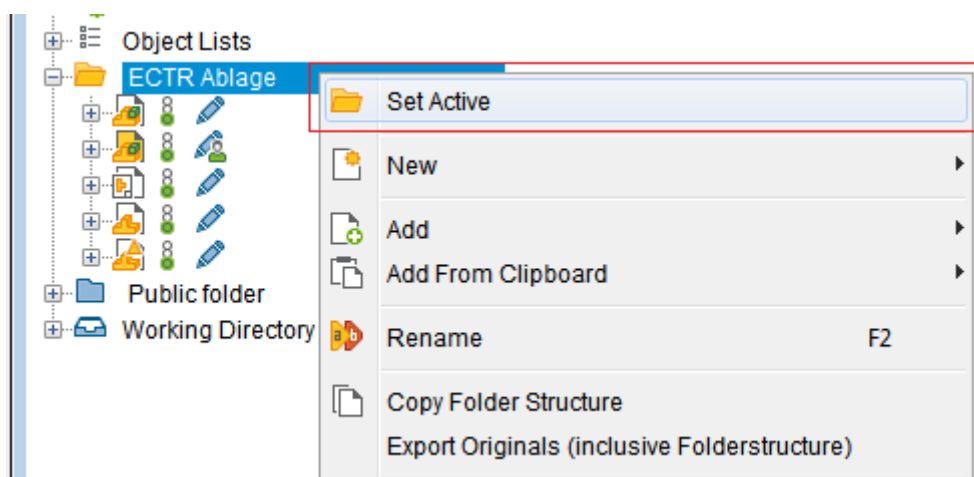 Object Lists
ECTR Ablage
Set Active
New
Add
Add From Clipboard
Public folder
Working Directory
Rename F2
Copy Folder Structure
Export Originals (inclusive Folderstructure)